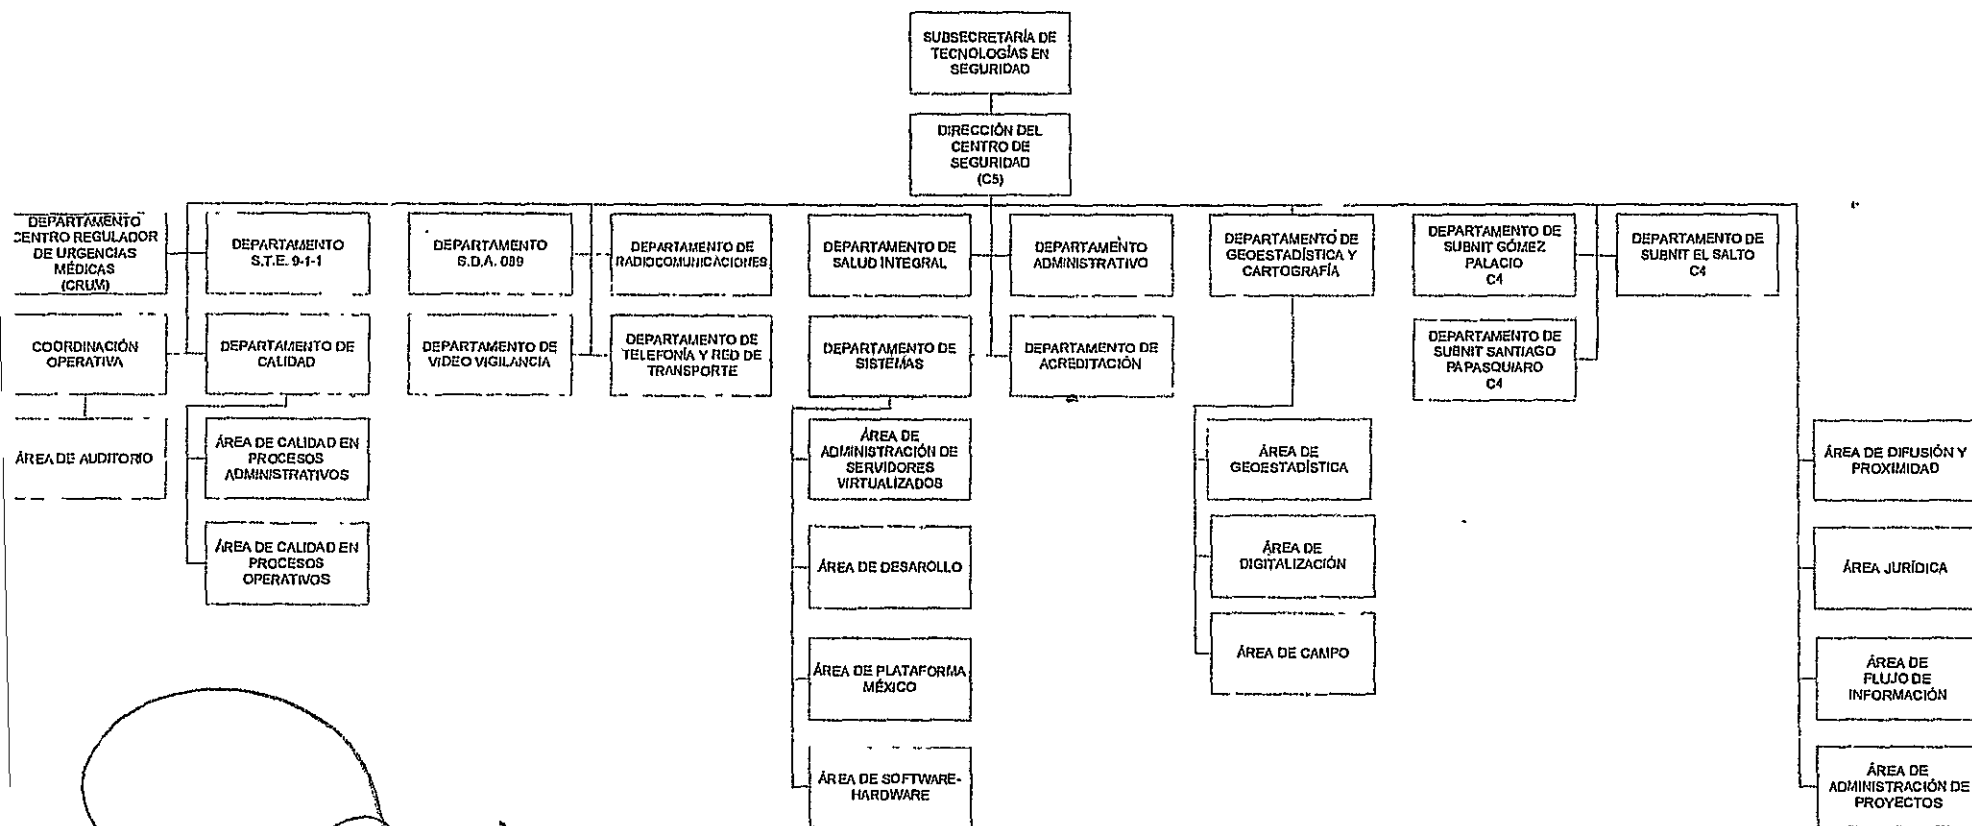 SUBSECRETARÍA DE
TECNOLOGÍAS EN
SEGURIDAD
DIRECCIÓN DEL
CENTRO DE
SEGURIDAD
(C5)
DEPARTAMENTO
CENTRO REGULADOR
DE URGENCIAS
MÉDICAS
(CRUM)
DEPARTAMENTO
S.T.E. 9-1-1
DEPARTAMENTO
S.D.A. 089
DEPARTAMENTO DE
RADIOCOMUNICACIONES
DEPARTAMENTO DE
SALUD INTEGRAL
DEPARTAMENTO
ADMINISTRATIVO
DEPARTAMENTO DE
GEOESTADÍSTICA Y
CARTOGRAFÍA
DEPARTAMENTO DE
SUBNIT GÓMEZ
PALACIO
C4
DEPARTAMENTO DE
SUBNIT EL SALTO
C4
COORDINACIÓN
OPERATIVA
DEPARTAMENTO DE
CALIDAD
DEPARTAMENTO DE
VIDEO VIGILANCIA
DEPARTAMENTO DE
TELEFONÍA Y RED DE
TRANSPORTE
DEPARTAMENTO DE
SISTEMAS
DEPARTAMENTO DE
ACREDITACIÓN
DEPARTAMENTO DE
SUBNIT SANTIAGO
PAPASQUIARO
C4
ÁREA DE AUDITORIO
ÁREA DE CALIDAD EN
PROCESOS
ADMINISTRATIVOS
ÁREA DE
ADMINISTRACIÓN DE
SERVIDORES
VIRTUALIZADOS
ÁREA DE
GEOESTADÍSTICA
ÁREA DE DIFUSIÓN Y
PROXIMIDAD
ÁREA DE CALIDAD EN
PROCESOS
OPERATIVOS
ÁREA DE DESAROLLO
ÁREA DE
DIGITALIZACIÓN
ÁREA JURÍDICA
ÁREA DE PLATAFORMA
MÉXICO
ÁREA DE CAMPO
ÁREA DE
FLUJO DE
INFORMACIÓN
ÁREA DE SOFTWARE-
HARDWARE
ÁREA DE
ADMINISTRACIÓN DE
PROYECTOS